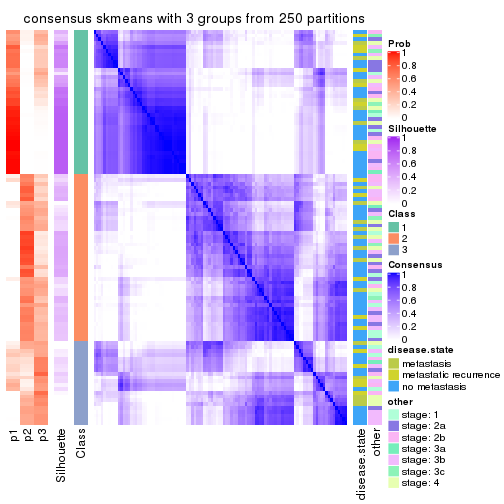 consensus skmeans with 3 groups from 250 partitions
Prob
1
0.8
0.6
0.4
0.2
0
Silhouette
1
0.8
0.6
0.4
0.2
0
Class
1
2
3
Consensus
1
0.8
0.6
0.4
0.2
0
disease.state
metastasis
metastatic recurrence
no metastasis
other
stage: 1
stage: 2a
stage: 2b
stage: 3a
stage: 3b
stage: 3c
stage: 4
p1
p2
p3
Silhouette
Class
disease.state
other